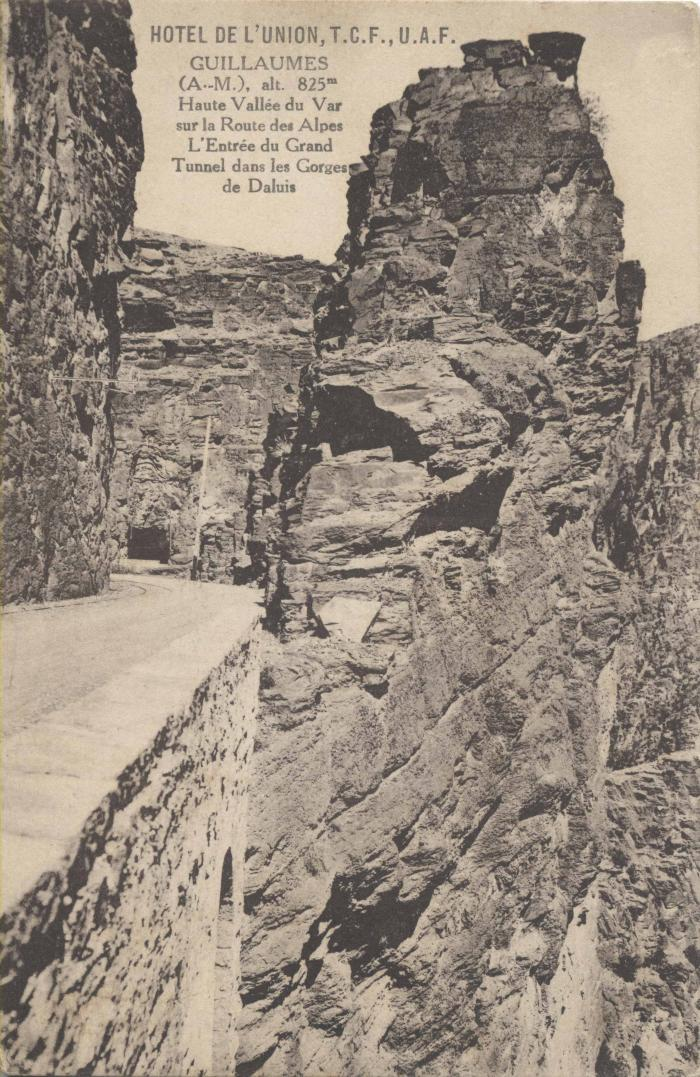 HOTEL DE L'UNION, T.C.F., U.A.F.
GUILLAUMES
(A.-M.), alt. 825m
Haute Vallée du Var
sur la Route des Alpes
L'Entrée du Grand
Tunnel dans les Gorges
de Daluis